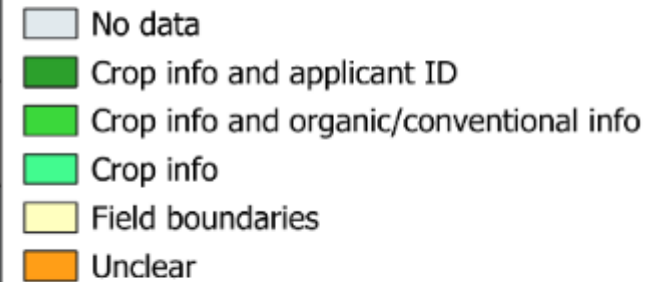 No data
Crop info and applicant ID
Crop info and organic/conventional info
Crop info
Field boundaries
Unclear